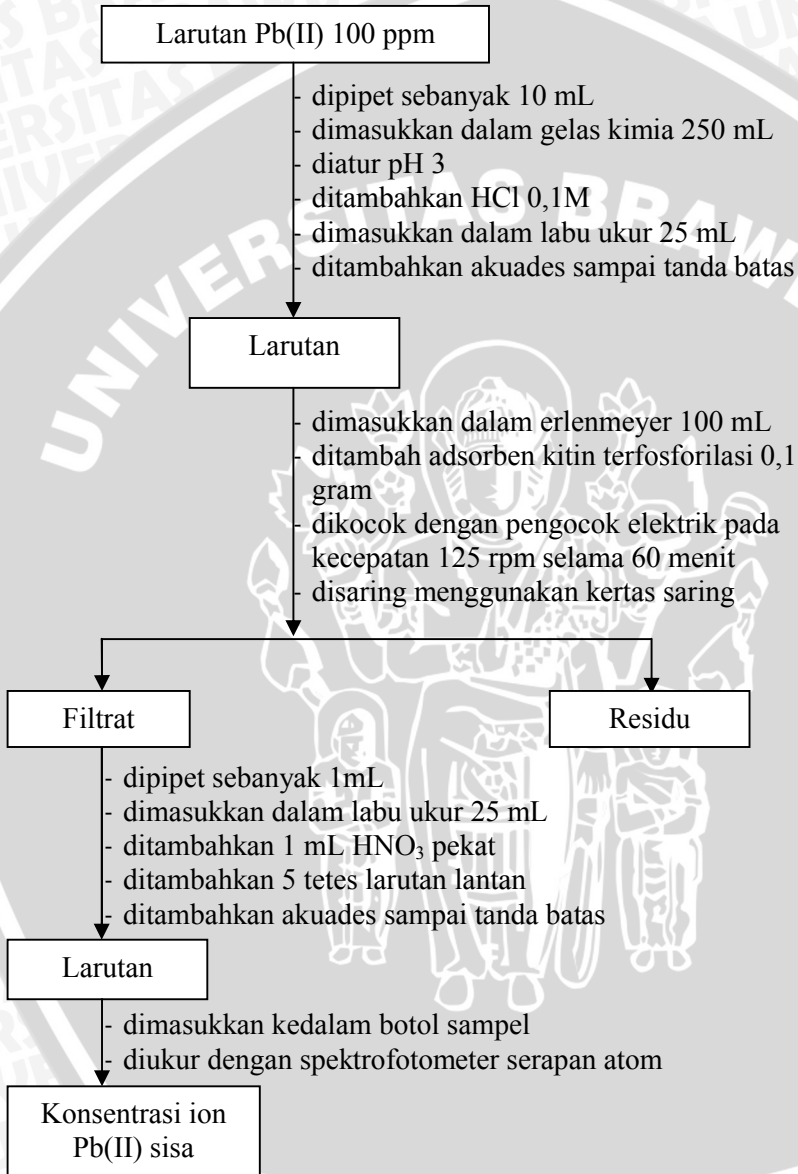 Larutan Pb(II) 100 ppm
- dipipet sebanyak 10 mL
- dimasukkan dalam gelas kimia 250 mL
- diatur pH 3
- ditambahkan HCl 0,1M
- dimasukkan dalam labu ukur 25 mL
- ditambahkan akuades sampai tanda batas
UNIVERSITAS BRAW
Larutan
- dimasukkan dalam erlenmeyer 100 mL
- ditambah adsorben kitin terfosforilasi 0,1
gram
- dikocok dengan pengocok elektrik pada
kecepatan 125 rpm selama 60 menit
- disaring menggunakan kertas saring
Filtrat
Residu
- dipipet sebanyak 1mL
- dimasukkan dalam labu ukur 25 mL
- ditambahkan 1 mL HNO₃ pekat
- ditambahkan 5 tetes larutan lantan
- ditambahkan akuades sampai tanda batas
Larutan
- dimasukkan kedalam botol sampel
- diukur dengan spektrofotometer serapan atom
Konsentrasi ion
Pb(II) sisa